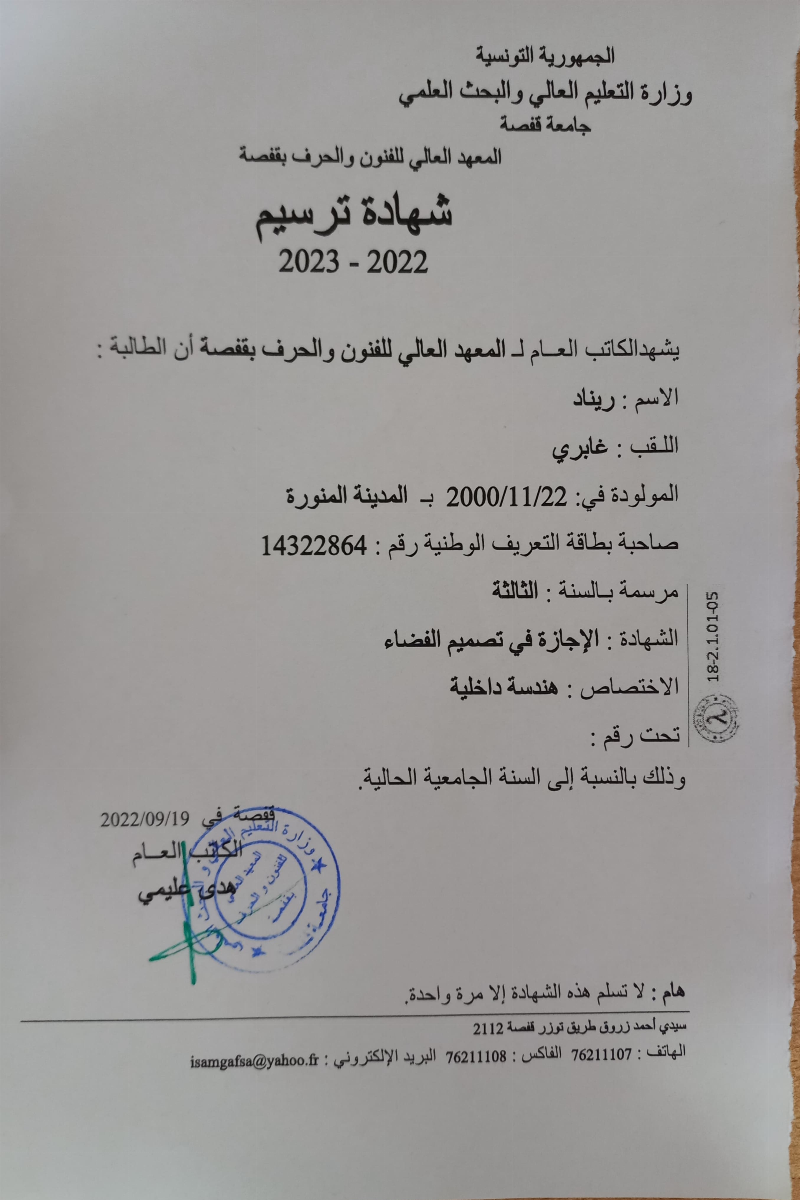 الجمهورية التونسية
وزارة التعليم العالي والبحث العلمي
جامعة قفصة
المعهد العالي للفنون والحرف بقفصة
شهادة ترسيم
2022 - 2023
يشهدالكاتب العــام لـ المعهد العالي للفنون والحرف بقفصة أن الطالبة :
الاسم : ريناد
اللـقب : غابري
المولودة في: 2000/11/22 بـ المدينة المنورة
صاحبة بطاقة التعريف الوطنية رقم : 14322864
مرسمة بـالسنة : الثالثة
الشهادة : الإجازة في تصميم الفضاء
الاختصاص : هندسة داخلية
تحت رقم :
18-2.1.01-05
وذلك بالنسبة إلى السنة الجامعية الحالية.
قفصة في 2022/09/19
الكاتب العــام
هدى عليمي
وزارة التعليم العالي و
جامعة
المعهد العالي
للفنون و الحرف
بقفصة
هام : لا تسلم هذه الشهادة إلا مرة واحدة.
سيدي أحمد زروق طريق توزر قفصة 2112
الهاتف : 76211107 الفاكس : 76211108 البريد الإلكتروني : isamgafsa@yahoo.fr